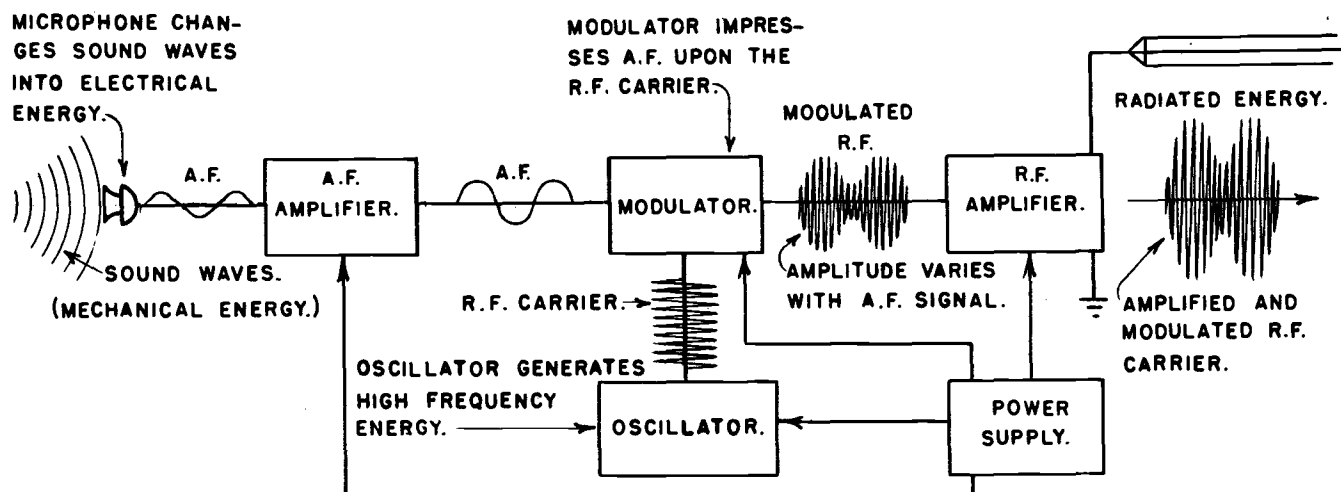 MICROPHONE CHAN-
GES SOUND WAVES
INTO ELECTRICAL
ENERGY.
MODULATOR IMPRES-
SES A.F. UPON THE
R.F. CARRIER.
RADIATED ENERGY.
MODULATED
R.F.
A.F.
A.F.
AMPLIFIER.
A.F.
MODULATOR.
R.F.
AMPLIFIER.
SOUND WAVES.
(MECHANICAL ENERGY.)
R.F. CARRIER.
AMPLITUDE VARIES
WITH A.F. SIGNAL.
AMPLIFIED AND
MODULATED R.F.
CARRIER.
OSCILLATOR GENERATES
HIGH FREQUENCY
ENERGY.
OSCILLATOR.
POWER
SUPPLY.